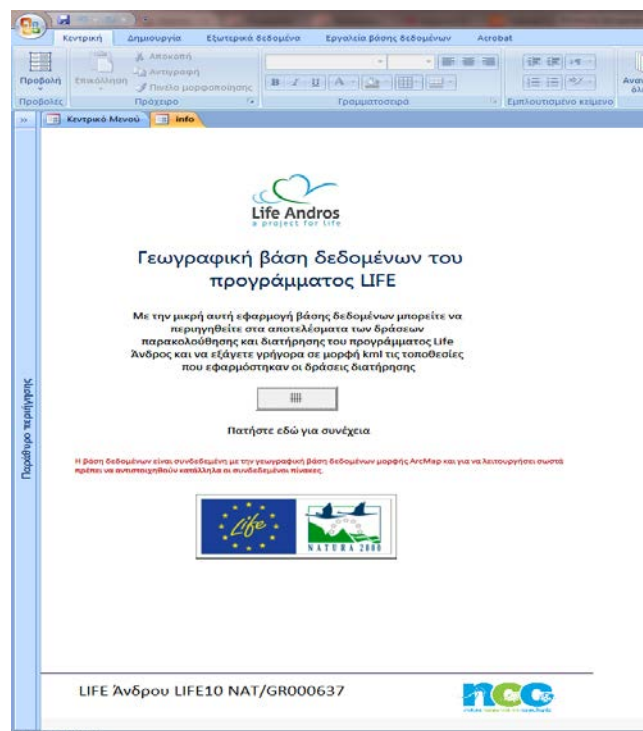 Κεντρική Δημιουργία Εξωτερικά δεδομένα Εργαλεία βάσης δεδομένων Acrobat
Αποκοπή
Αντιγραφή
Πινέλο μορφοποίησης
Προβολή Επικόλληση
B I U A
Προβολές Πρόχειρο Γραμματοσειρά Εμπλουτισμένο κείμενο
Κεντρικό Μενού info
Παράθυρο περιήγησης
Life Andros
a project for life
Γεωγραφική βάση δεδομένων του
προγράμματος LIFE
Με την μικρή αυτή εφαρμογή βάσης δεδομένων μπορείτε να
περιηγηθείτε στα αποτελέσματα των δράσεων
παρακολούθησης και διατήρησης του προγράμματος Life
Άνδρος και να εξάγετε γρήγορα σε μορφή kml τις τοποθεσίες
που εφαρμόστηκαν οι δράσεις διατήρησης
Πατήστε εδώ για συνέχεια
Η βάση δεδομένων είναι συνδεδεμένη με την γεωγραφική βάση δεδομένων μορφής ArcMap και για να λειτουργήσει σωστά
πρέπει να αντιστοιχηθούν κατάλληλα οι συνδεδεμένοι πίνακες.
Life
NATURA 2000
LIFE Άνδρου LIFE10 NAT/GR000637
ncc